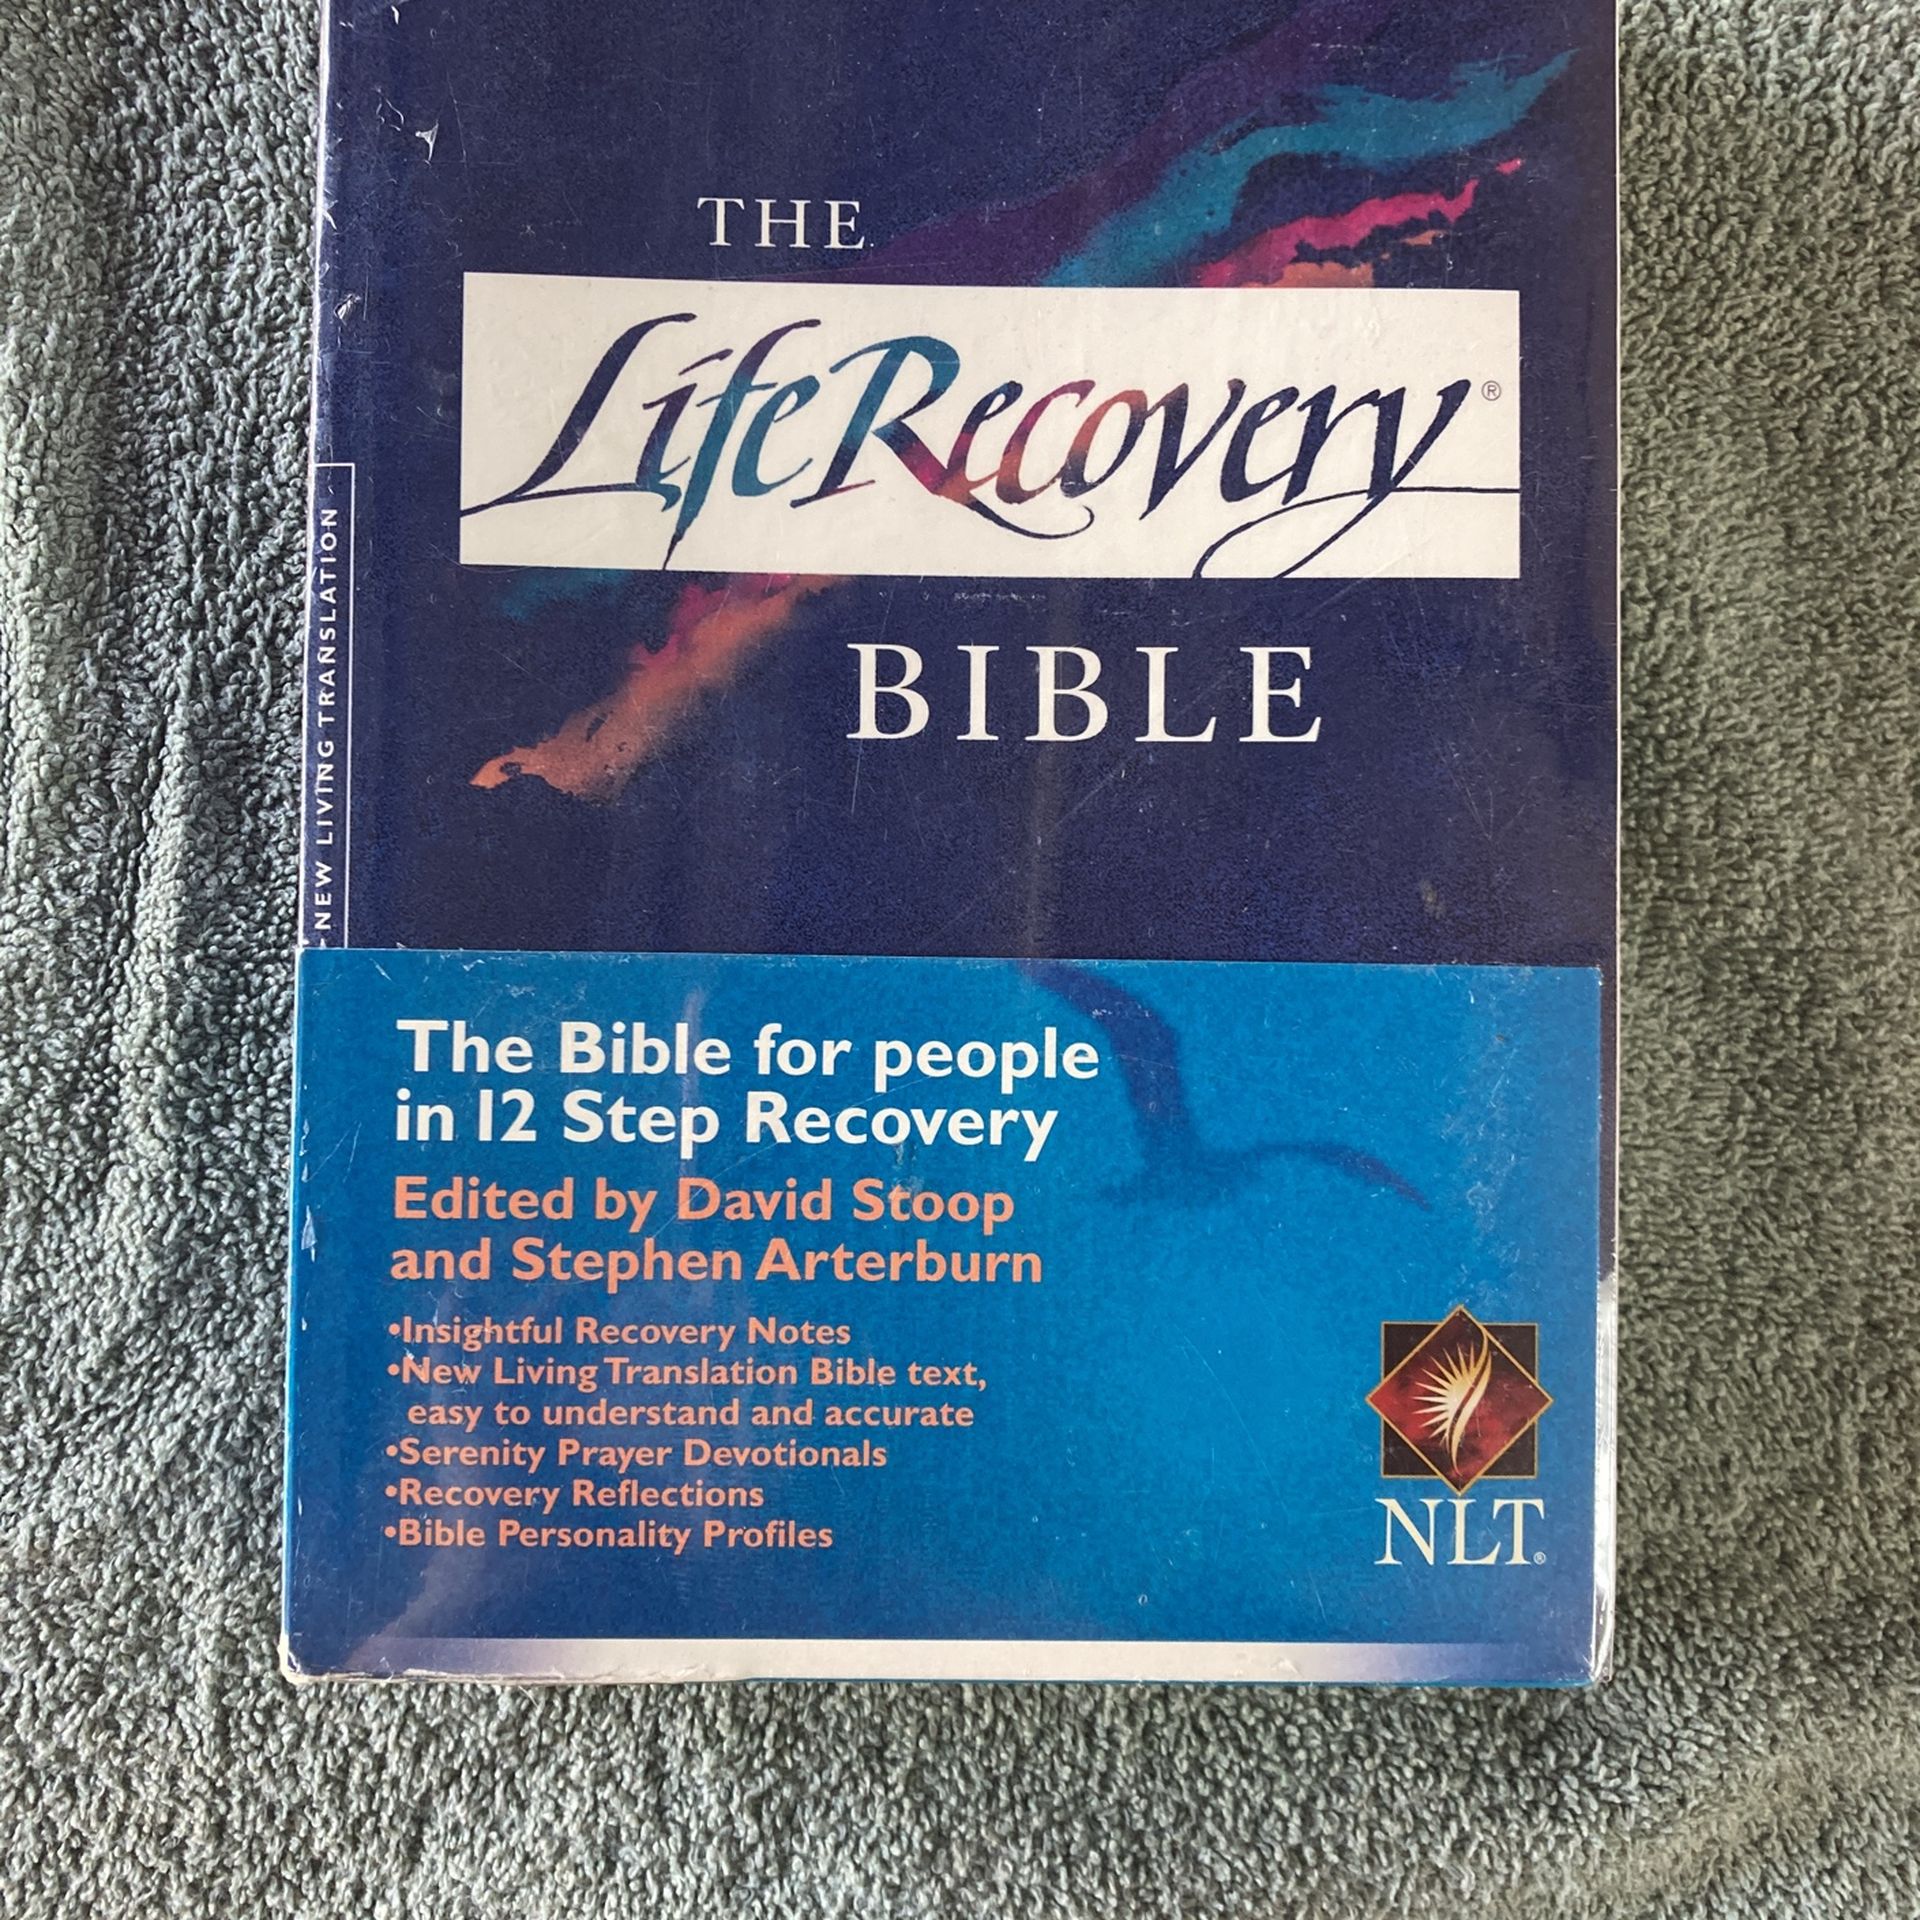 THE
Life Recovery®
BIBLE
NEW LIVING TRANSLATION
The Bible for people
in 12 Step Recovery
Edited by David Stoop
and Stephen Arterburn
•Insightful Recovery Notes
•New Living Translation Bible text,
easy to understand and accurate
•Serenity Prayer Devotionals
•Recovery Reflections
•Bible Personality Profiles
NLT®